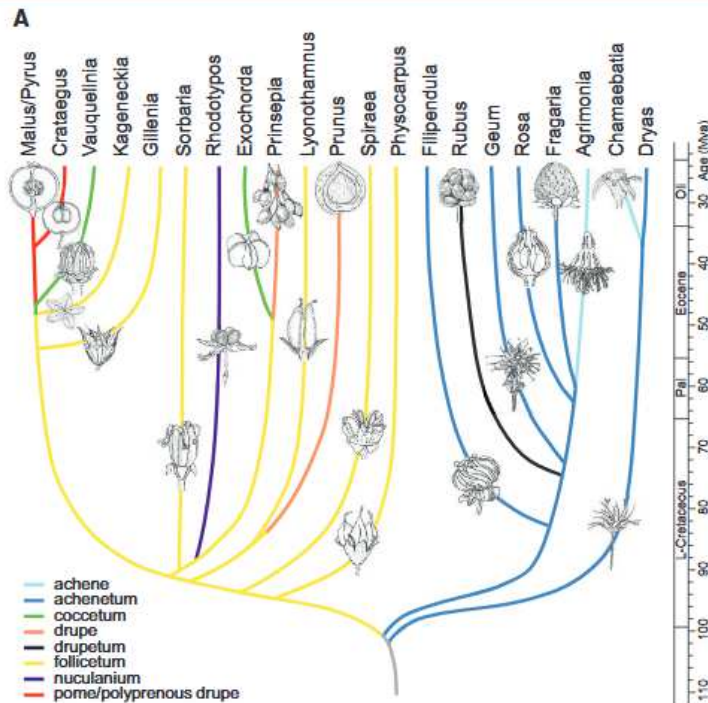 A
Malus/Pyrus
Crataegus
Vauquelinia
Kageneckia
Gillenia
Sorbaria
Rhodotypos
Exochorda
Prinsepia
Lyonothamnus
Prunus
Spiraea
Physocarpus
Filipendula
Rubus
Geum
Rosa
Fragaria
Agrimonia
Chamaebatia
Dryas
Age (Mya)
Oli
Eocene
Pal
L-Cretaceous
30
40
50
60
70
80
90
100
110
achene
achenetum
coccetum
drupe
drupetum
follicetum
nuculanium
pome/polyprenous drupe